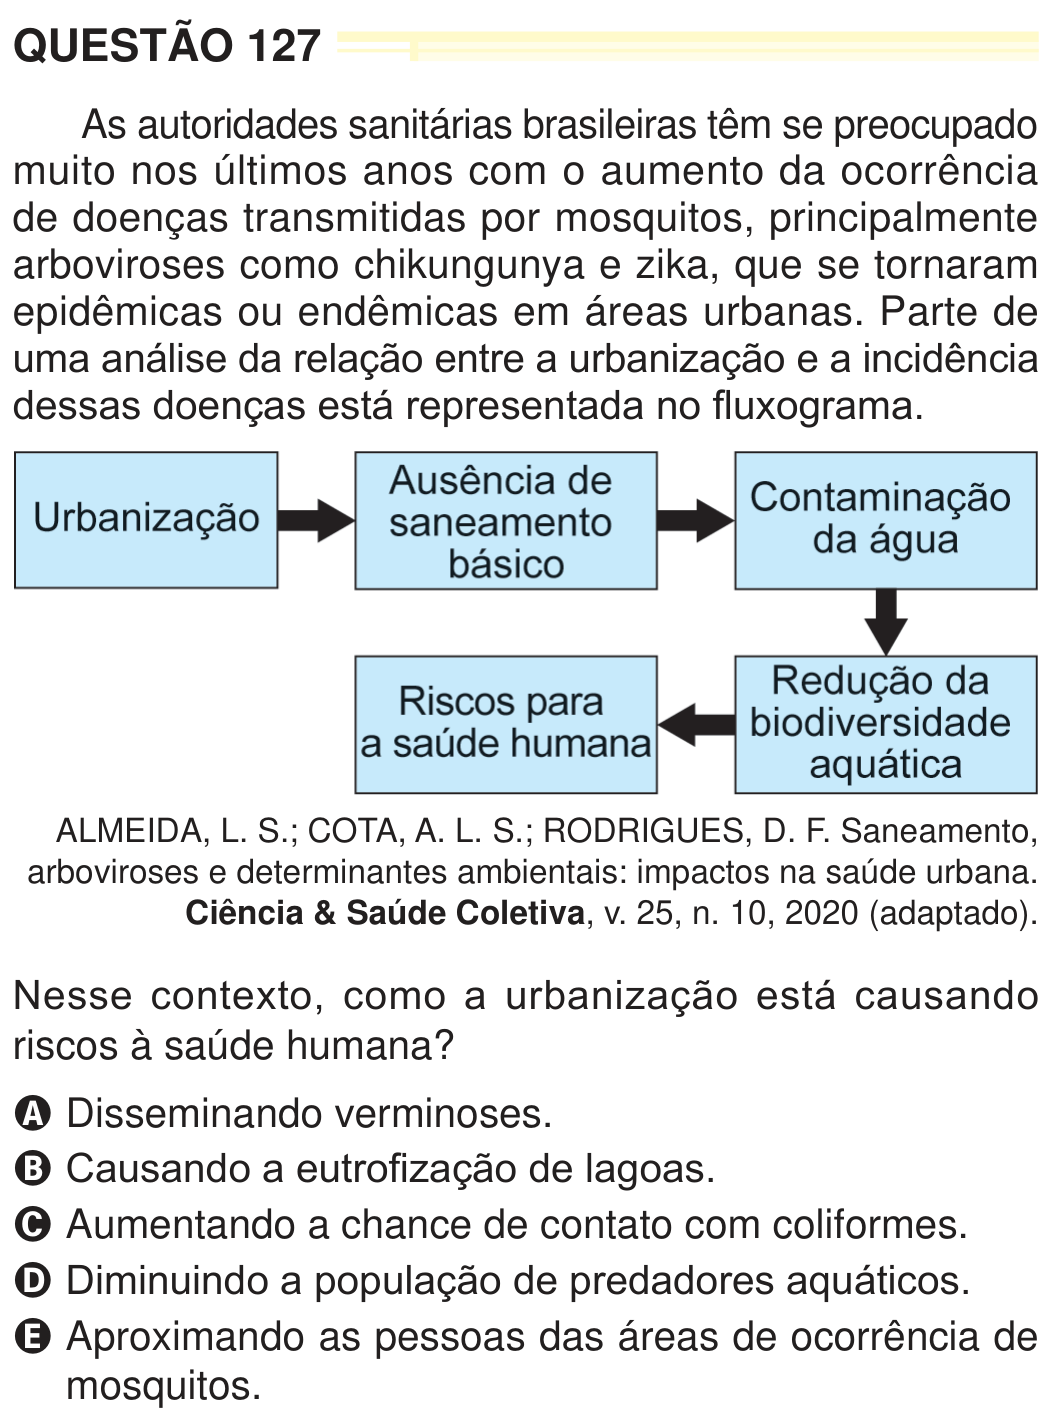 QUESTÃO 127
As autoridades sanitárias brasileiras têm se preocupado
muito nos últimos anos com o aumento da ocorrência
de doenças transmitidas por mosquitos, principalmente
arboviroses como chikungunya e zika, que se tornaram
epidêmicas ou endêmicas em áreas urbanas. Parte de
uma análise da relação entre a urbanização e a incidência
dessas doenças está representada no fluxograma.
Urbanização
Ausência de
saneamento
básico
Contaminação
da água
Redução da
biodiversidade
aquática
Riscos para
a saúde humana
ALMEIDA, L. S.; COTA, A. L. S.; RODRIGUES, D. F. Saneamento,
arboviroses e determinantes ambientais: impactos na saúde urbana.
Ciência & Saúde Coletiva, v. 25, n. 10, 2020 (adaptado).
Nesse contexto, como a urbanização está causando
riscos à saúde humana?
A Disseminando verminoses.
B Causando a eutrofização de lagoas.
C Aumentando a chance de contato com coliformes.
D Diminuindo a população de predadores aquáticos.
E Aproximando as pessoas das áreas de ocorrência de
mosquitos.